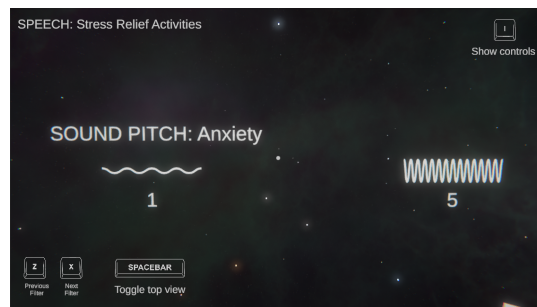 SPEECH: Stress Relief Activities
I
Show controls
SOUND PITCH: Anxiety
1
5
Z
X
SPACEBAR
Previous
Filter
Next
Filter
Toggle top view